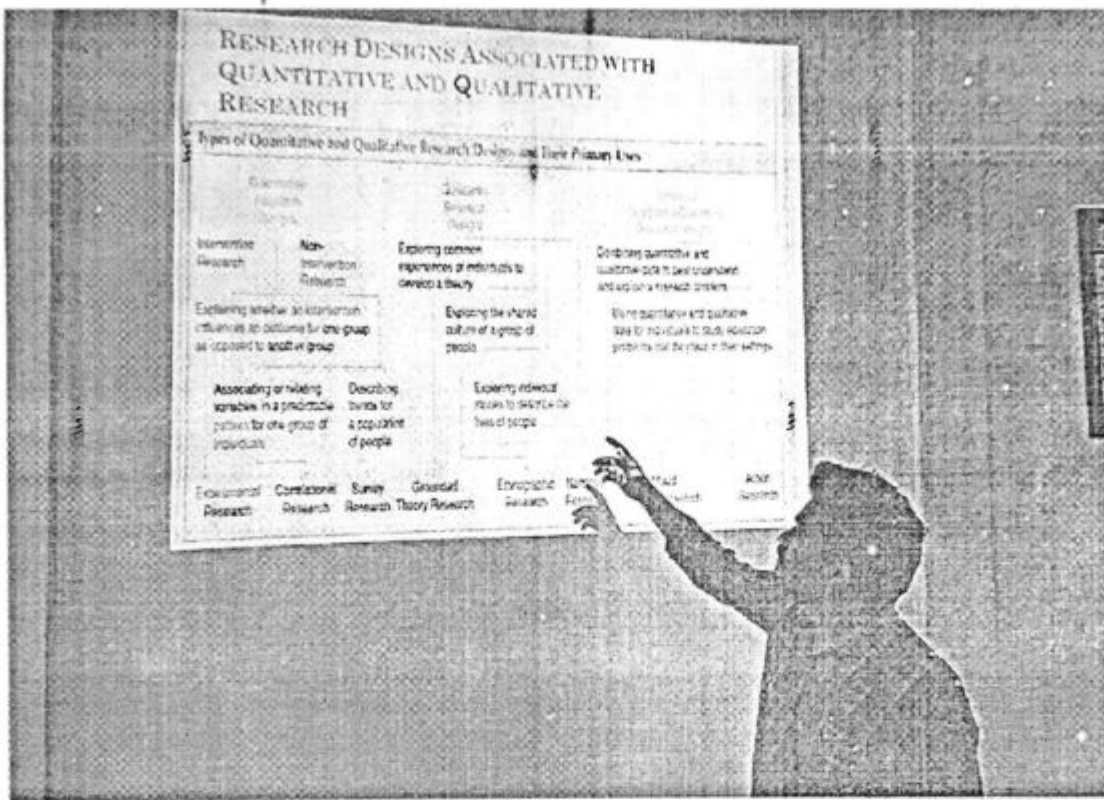 RESEARCH DESIGNS ASSOCIATED WITH
QUANTITATIVE AND QUALITATIVE
RESEARCH
Types of Quantitative and Qualitative Research Designs and Their Primary Uses
Intervention
Research
Non-
Intervention
Research
Exploring common
experiences of individuals to
develop a theory
Combining quantitative and
qualitative data to best understand
and explain a research problem
Explaining whether an intervention
influences an outcome for one group
as opposed to another group
Exploring the shared
culture of a group of
people
Using quantitative and qualitative
data for individuals to study education
problems in their settings
Associating or relating
variables in a predictable
pattern for one group of
individuals
Describing
trends for
a population
of people
Exploring individual
stories to describe the
lives of people
Experimental
Research
Correlational
Research
Survey
Research
Grounded
Theory Research
Ethnographic
Research
Action
Research